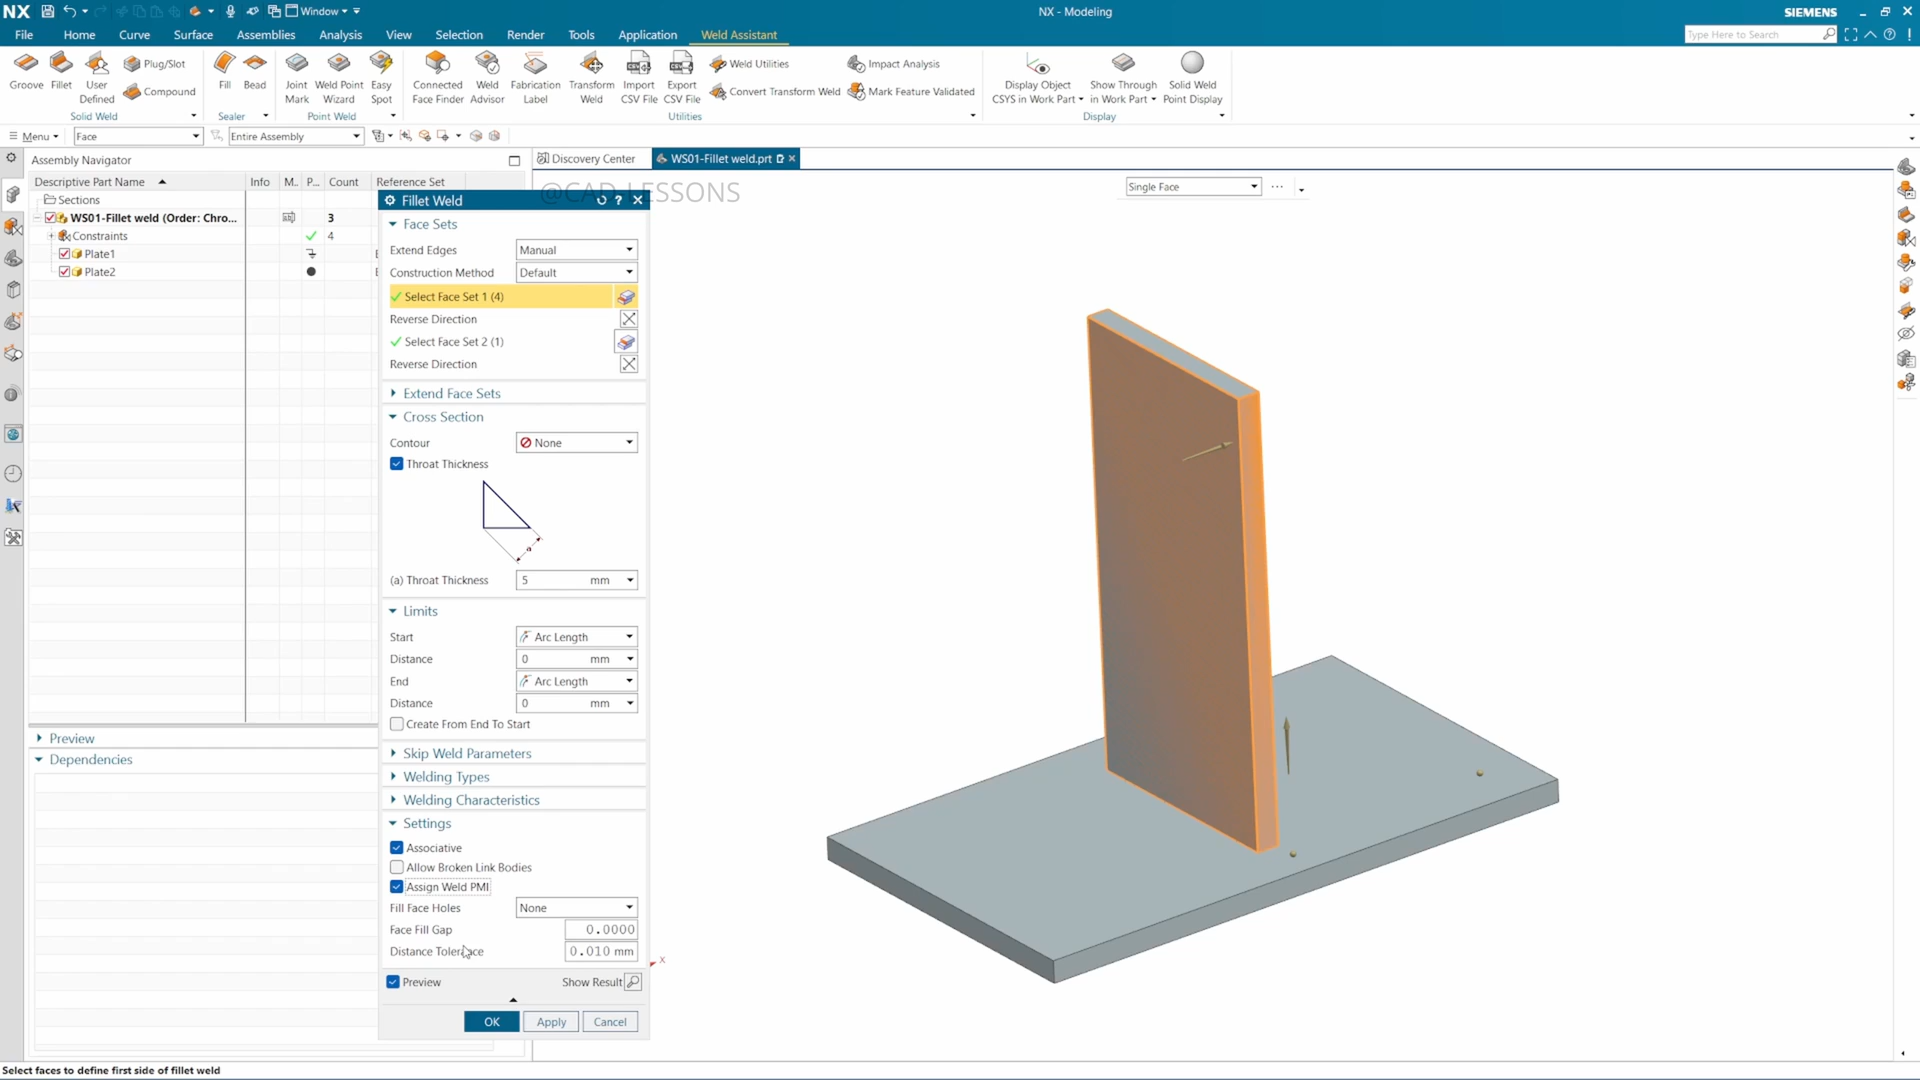 NX
Window
NX - Modeling
SIEMENS
File Home Curve Surface Assemblies Analysis View Selection Render Tools Application Weld Assistant
Type Here to Search
Groove
Fillet
User Defined
Plug/Slot
Compound
Solid Weld
Fill
Bead
Sealer
Joint Mark
Weld Point Wizard
Easy Spot
Point Weld
Connected Face Finder
Weld Advisor
Fabrication Label
Transform Weld
Import CSV File
Export CSV File
Weld Utilities
Convert Transform Weld
Impact Analysis
Mark Feature Validated
Utilities
Display Object CSYS in Work Part
Show Through in Work Part
Solid Weld Point Display
Display
Menu
Face
Entire Assembly
Assembly Navigator
Discovery Center
WS01-Fillet weld.prt
Descriptive Part Name Info M.. P... Count Reference Set
@CAD_LESSONS
Single Face
Sections
WS01-Fillet weld (Order: Chro... 3
Constraints 4
Plate1
Plate2
Preview
Dependencies
Fillet Weld
Face Sets
Extend Edges Manual
Construction Method Default
Select Face Set 1 (4)
Reverse Direction
Select Face Set 2 (1)
Reverse Direction
Extend Face Sets
Cross Section
Contour None
Throat Thickness
a
(a) Throat Thickness 5 mm
Limits
Start Arc Length
Distance 0 mm
End Arc Length
Distance 0 mm
Create From End To Start
Skip Weld Parameters
Welding Types
Welding Characteristics
Settings
Associative
Allow Broken Link Bodies
Assign Weld PMI
Fill Face Holes None
Face Fill Gap 0.0000
Distance Tolerance 0.010 mm
X
Preview Show Result
OK Apply Cancel
Select faces to define first side of fillet weld